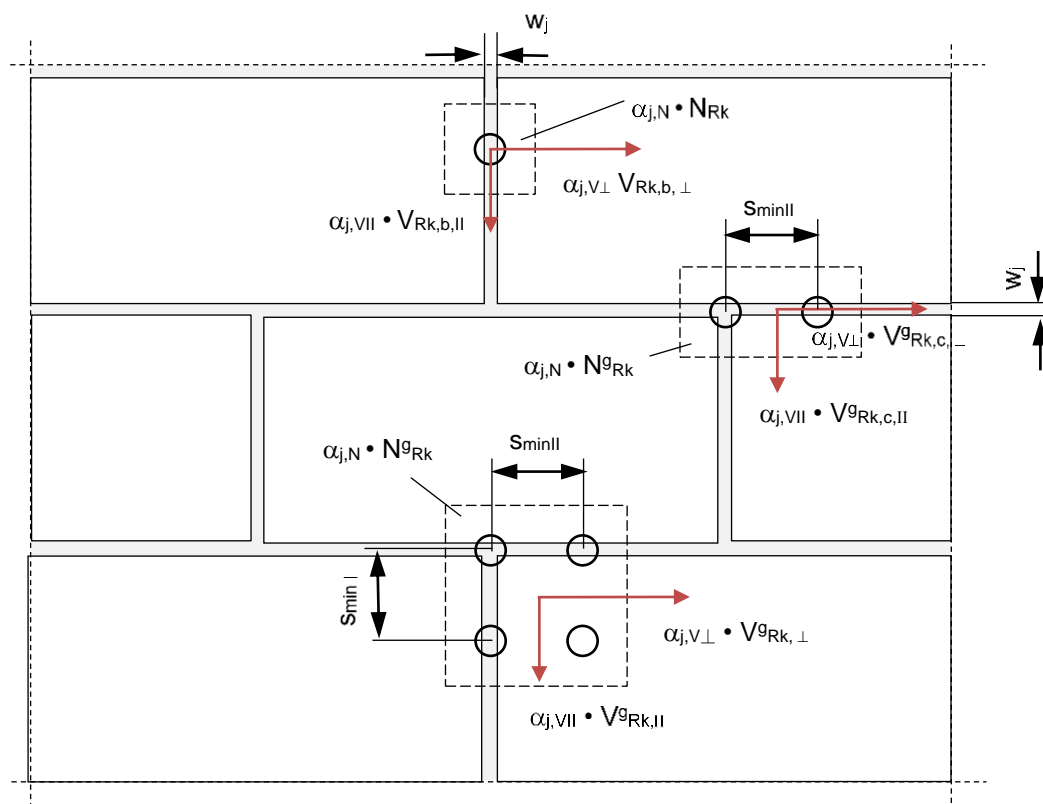 wj
αj,N • NRk
αj,V⊥ VRk,b,⊥
αj,VII • VRk,b,II
sminII
wj
αj,V⊥ • VgRk,c,⊥
αj,N • NgRk
αj,VII • VgRk,c,II
αj,N • NgRk
sminII
smin I
αj,V⊥ • VgRk,⊥
αj,VII • VgRk,II